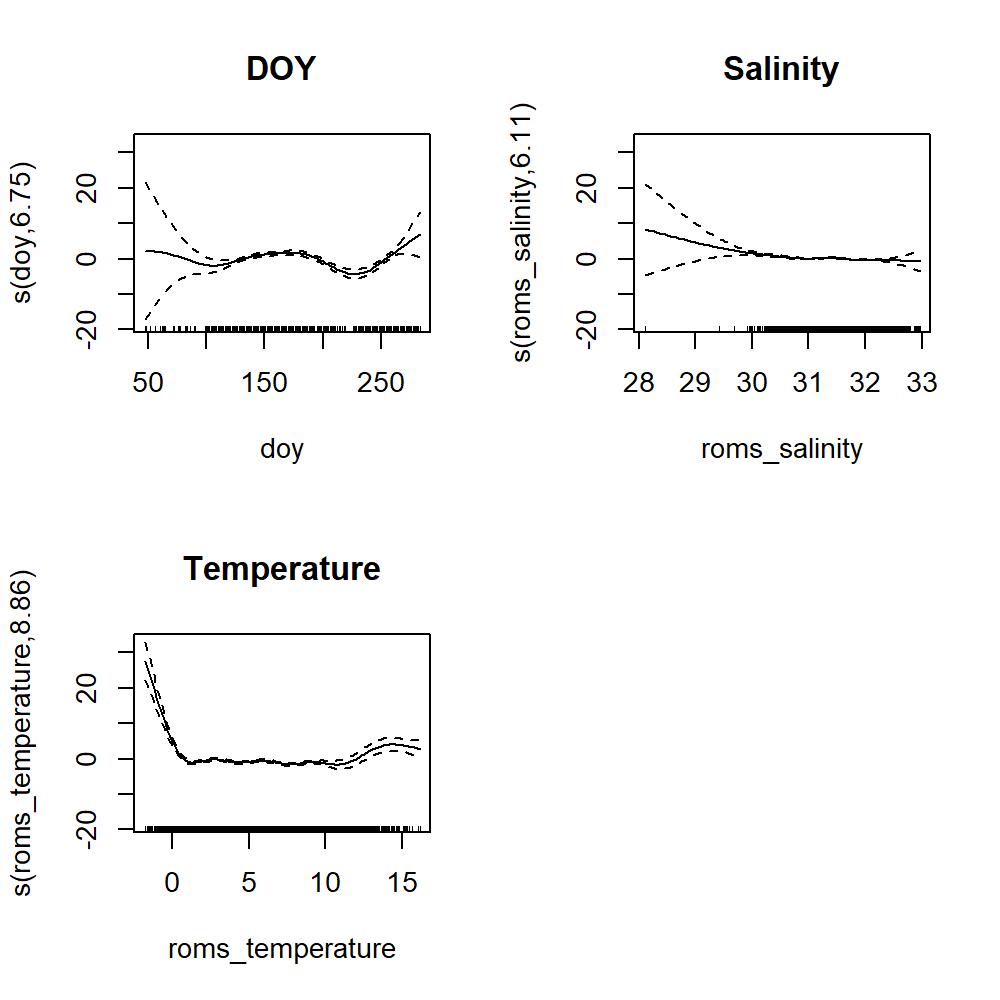 DOY
s(doy,6.75)
20
0
-20
50 150 250
doy
Salinity
s(roms_salinity,6.11)
20
0
-20
28 29 30 31 32 33
roms_salinity
Temperature
s(roms_temperature,8.86)
20
0
-20
0 5 10 15
roms_temperature